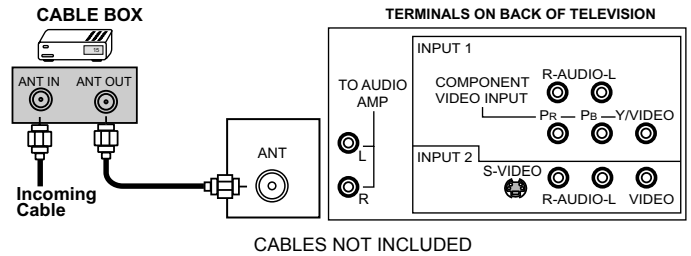 CABLE BOX
TERMINALS ON BACK OF TELEVISION
15
ANT IN ANT OUT
Incoming
Cable
ANT
TO AUDIO
AMP
L
R
INPUT 1
COMPONENT
VIDEO INPUT
R-AUDIO-L
PR — PB — Y/VIDEO
INPUT 2
S-VIDEO
R-AUDIO-L VIDEO
CABLES NOT INCLUDED